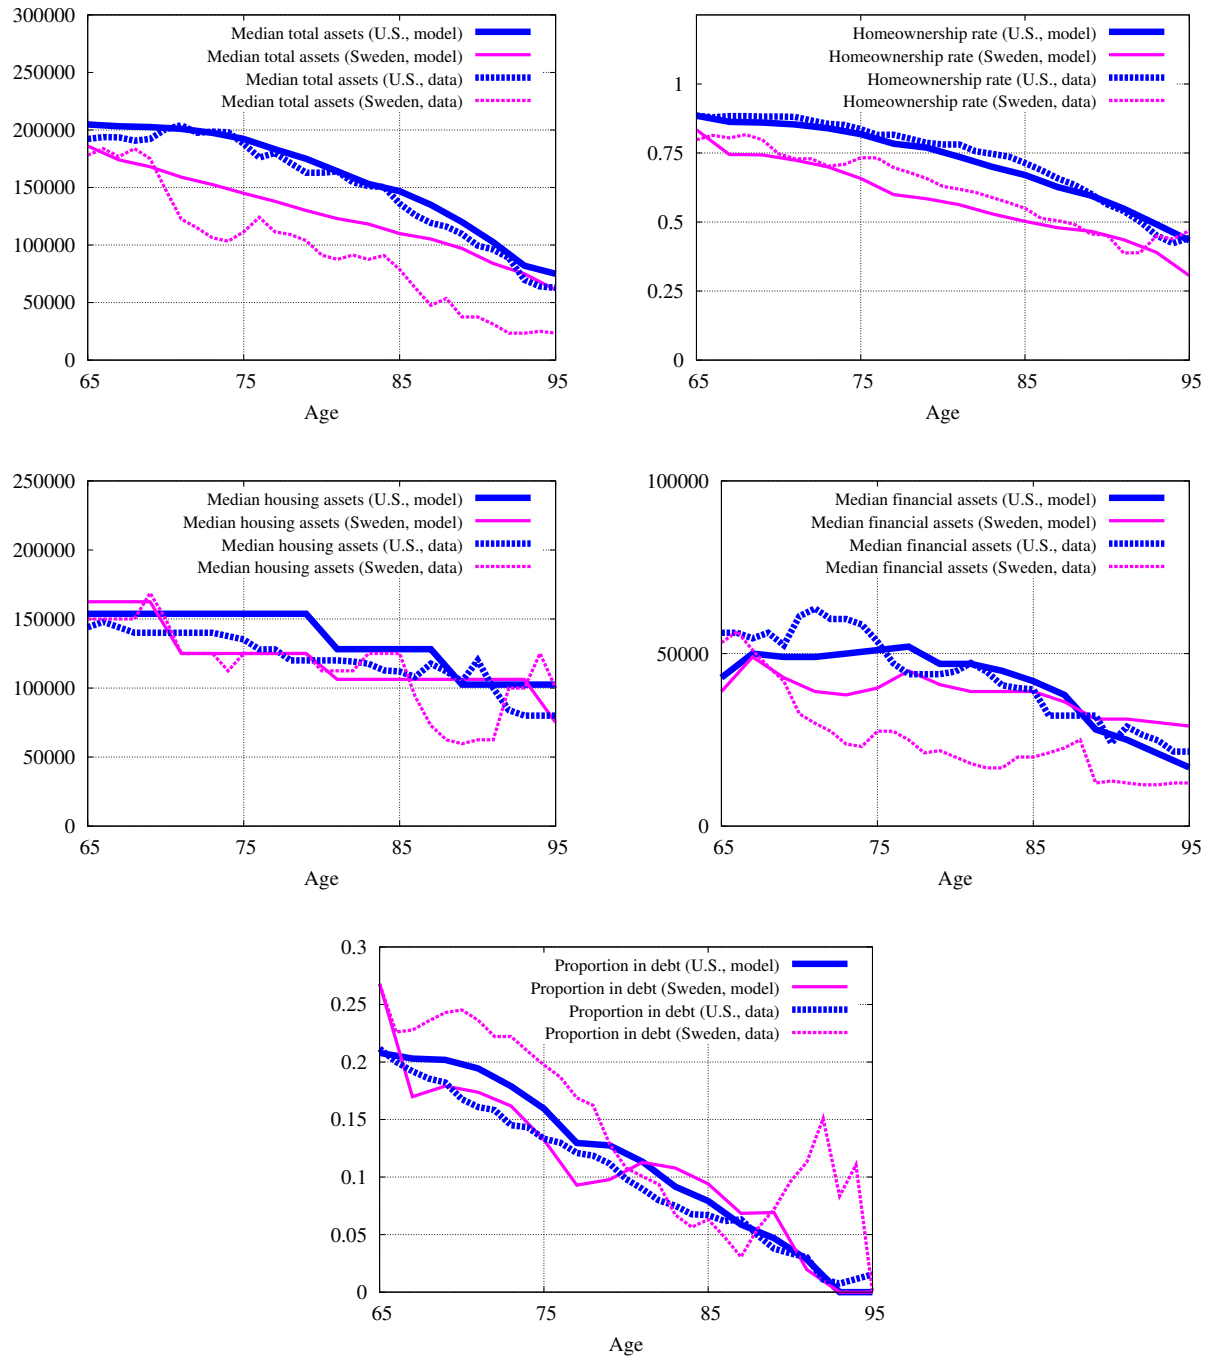 300000
250000
200000
150000
100000
50000
0
65
75
85
95
Age
Median total assets (U.S., model)
Median total assets (Sweden, model)
Median total assets (U.S., data)
Median total assets (Sweden, data)
1
0.75
0.5
0.25
0
65
75
85
95
Age
Homeownership rate (U.S., model)
Homeownership rate (Sweden, model)
Homeownership rate (U.S., data)
Homeownership rate (Sweden, data)
250000
200000
150000
100000
50000
0
65
75
85
95
Age
Median housing assets (U.S., model)
Median housing assets (Sweden, model)
Median housing assets (U.S., data)
Median housing assets (Sweden, data)
100000
50000
0
65
75
85
95
Age
Median financial assets (U.S., model)
Median financial assets (Sweden, model)
Median financial assets (U.S., data)
Median financial assets (Sweden, data)
0.3
0.25
0.2
0.15
0.1
0.05
0
65
75
85
95
Age
Proportion in debt (U.S., model)
Proportion in debt (Sweden, model)
Proportion in debt (U.S., data)
Proportion in debt (Sweden, data)